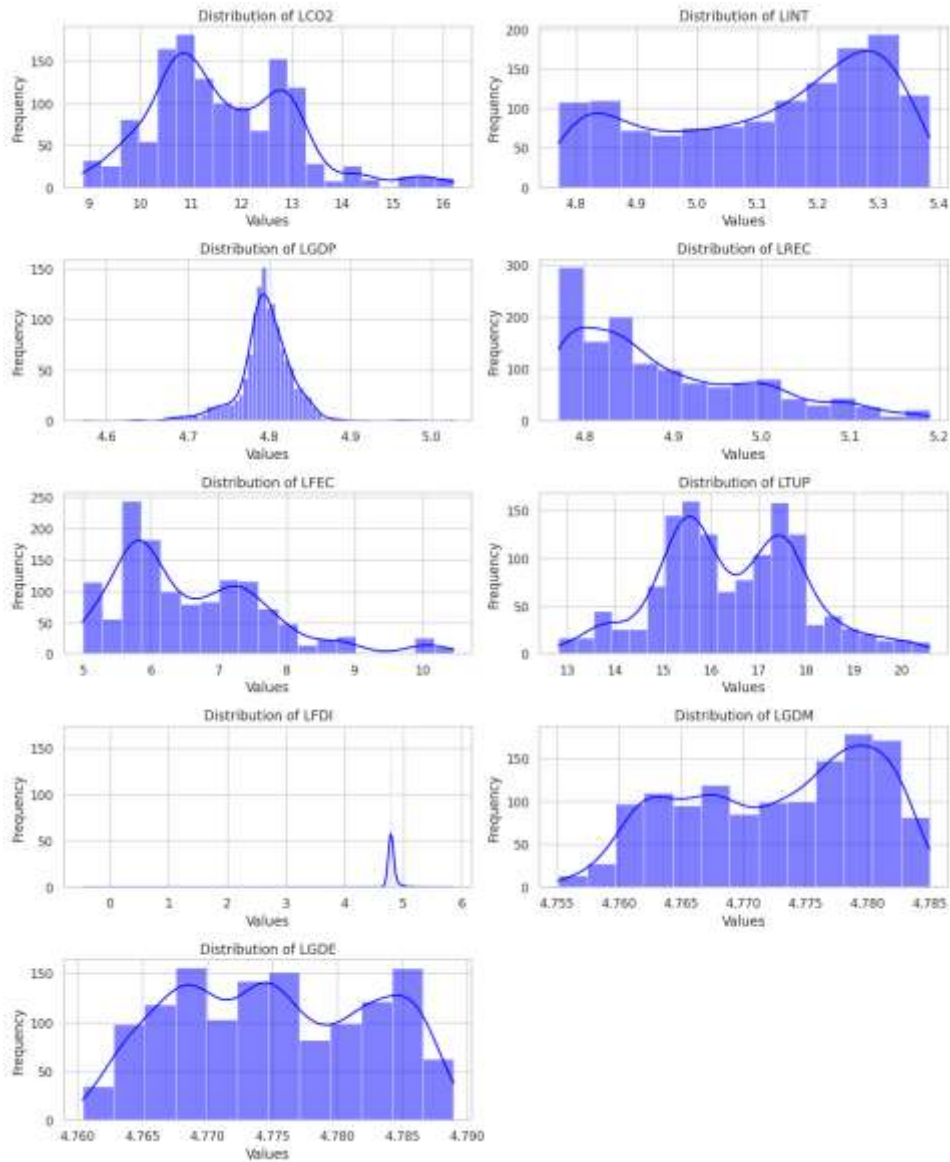 Distribution of LCO2
Frequency
150
100
50
0
9 10 11 12 13 14 15 16
Values
Distribution of LINT
Frequency
200
150
100
50
0
4.8 4.9 5.0 5.1 5.2 5.3 5.4
Values
Distribution of LGDP
Frequency
150
100
50
0
4.6 4.7 4.8 4.9 5.0
Values
Distribution of LREC
Frequency
300
200
100
0
4.8 4.9 5.0 5.1 5.2
Values
Distribution of LFEC
Frequency
250
200
150
100
50
0
5 6 7 8 9 10
Values
Distribution of LTUP
Frequency
150
100
50
0
13 14 15 16 17 18 19 20
Values
Distribution of LFDI
Frequency
150
100
50
0
0 1 2 3 4 5 6
Values
Distribution of LGDM
Frequency
150
100
50
0
4.755 4.760 4.765 4.770 4.775 4.780 4.785
Values
Distribution of LGDE
Frequency
150
100
50
0
4.760 4.765 4.770 4.775 4.780 4.785 4.790
Values